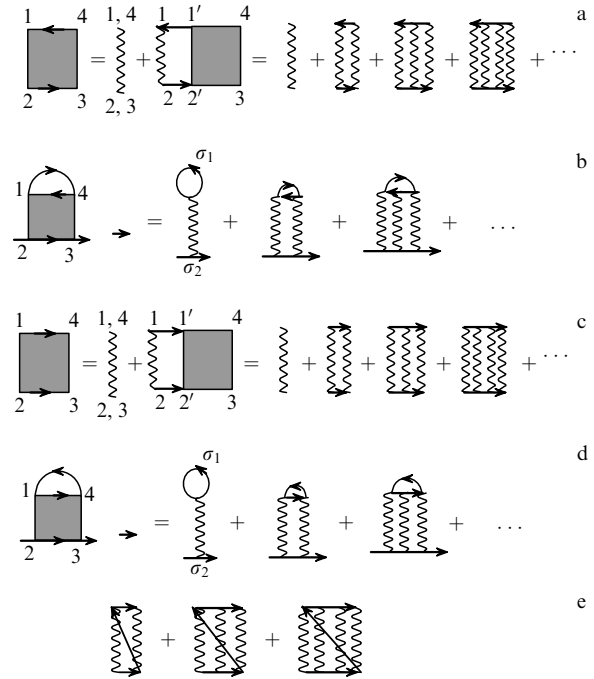 a
1 4 1, 4 1 1′ 4
= + = + + + + ···
2 3 2, 3 2 2′ 3
b
σ1
1 4
= + + + ...
2 3 σ2
c
1 4 1, 4 1 1′ 4
= + = + + + + ···
2 3 2, 3 2 2′ 3
d
σ1
1 4
= + + + ...
2 3 σ2
e
+ +